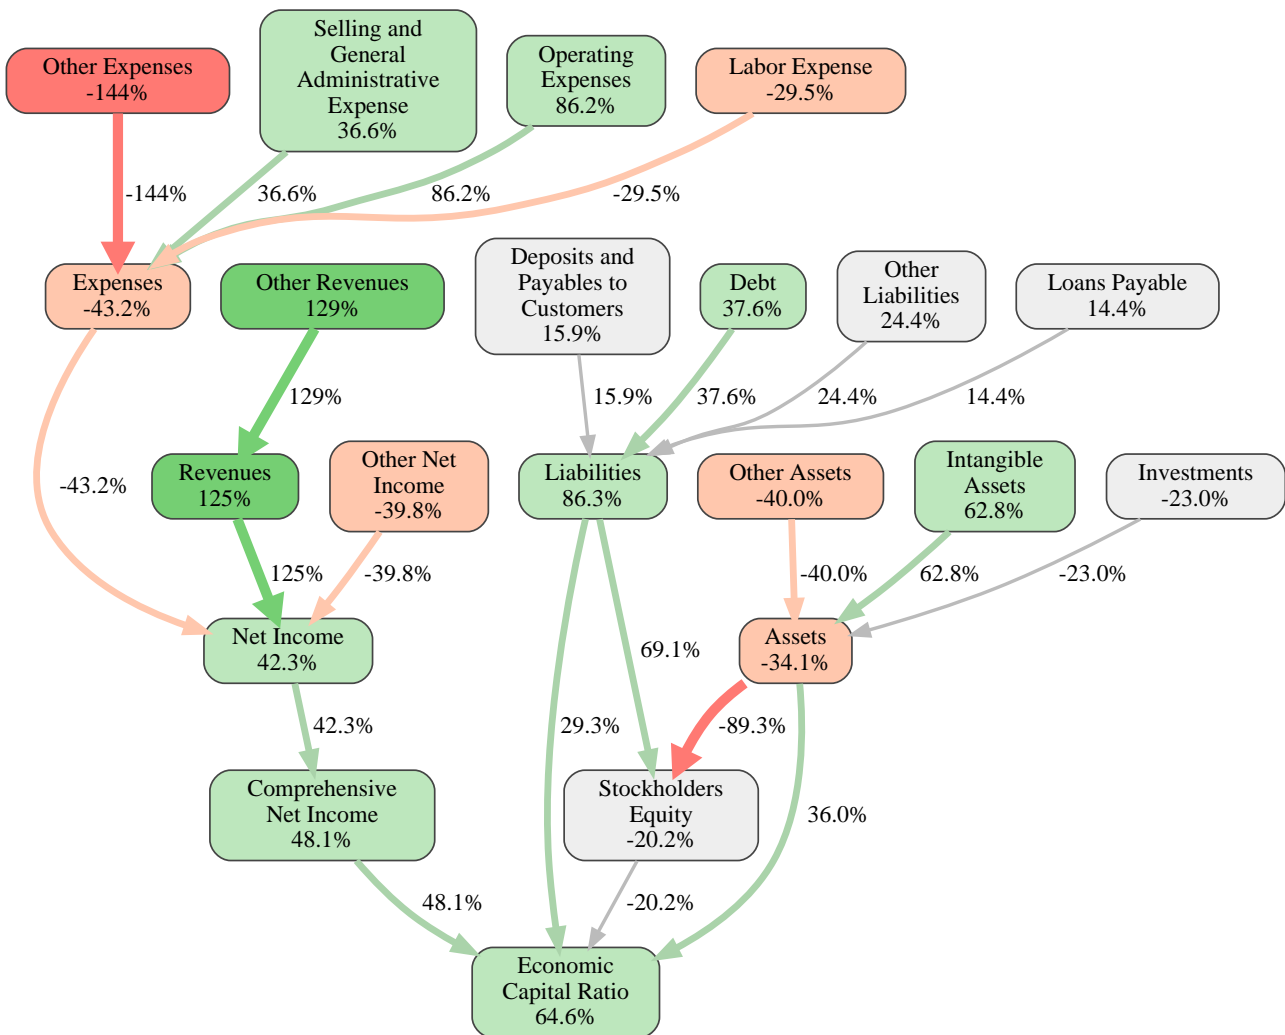 Other Expenses
-144%
Selling and
General
Administrative
Expense
36.6%
Operating
Expenses
86.2%
Labor Expense
-29.5%
-144%
36.6%
86.2%
-29.5%
Expenses
-43.2%
Other Revenues
129%
Deposits and
Payables to
Customers
15.9%
Debt
37.6%
Other
Liabilities
24.4%
Loans Payable
14.4%
129%
15.9%
37.6%
24.4%
14.4%
-43.2%
Revenues
125%
Other Net
Income
-39.8%
Liabilities
86.3%
Other Assets
-40.0%
Intangible
Assets
62.8%
Investments
-23.0%
125%
-39.8%
-40.0%
62.8%
-23.0%
Net Income
42.3%
69.1%
Assets
-34.1%
42.3%
29.3%
-89.3%
Comprehensive
Net Income
48.1%
Stockholders
Equity
-20.2%
36.0%
48.1%
-20.2%
Economic
Capital Ratio
64.6%